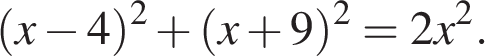 (x − 4)² + (x + 9)² = 2x².